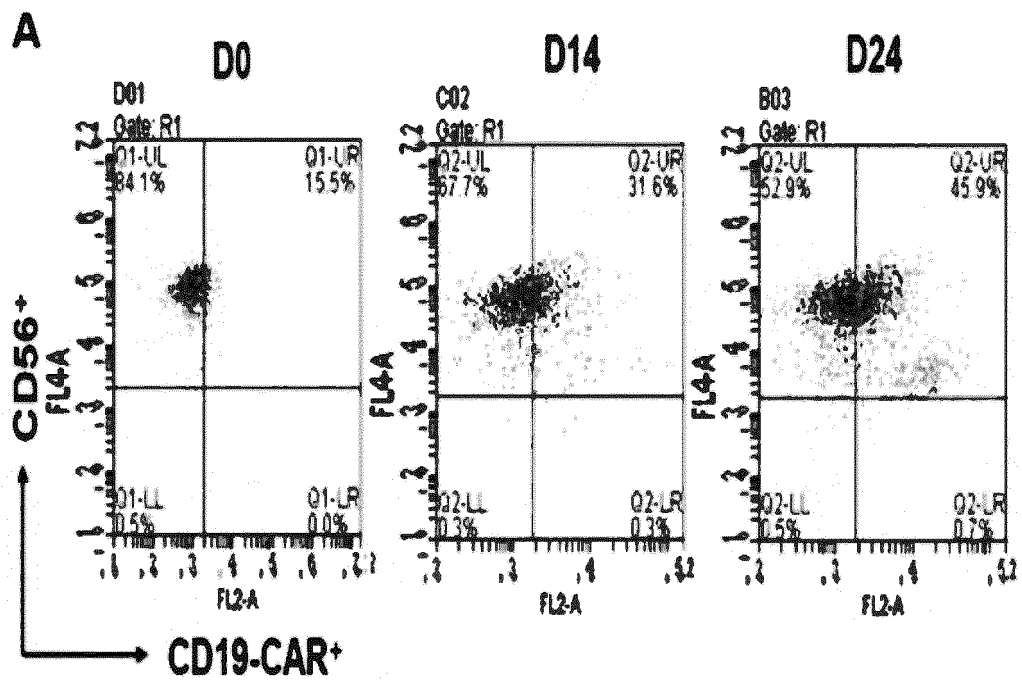 A
D0
D14
D24
D01
Gate: R1
Q1-UL
84.1%
Q1-UR
15.5%
Q1-LL
0.5%
Q1-LR
0.0%
FL4-A
FL2-A
C02
Gate: R1
Q2-UL
67.7%
Q2-UR
31.6%
Q2-LL
0.3%
Q2-LR
0.3%
FL4-A
FL2-A
B03
Gate: R1
Q2-UL
52.9%
Q2-UR
45.9%
Q2-LL
0.5%
Q2-LR
0.7%
FL4-A
FL2-A
CD56+
CD19-CAR+